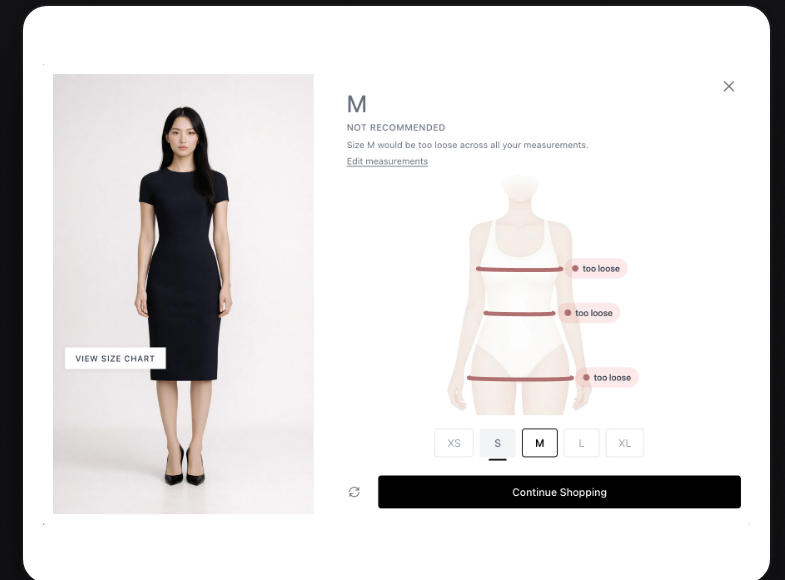 M
NOT RECOMMENDED
Size M would be too loose across all your measurements.
Edit measurements
too loose
too loose
VIEW SIZE CHART
too loose
XS S M L XL
Continue Shopping